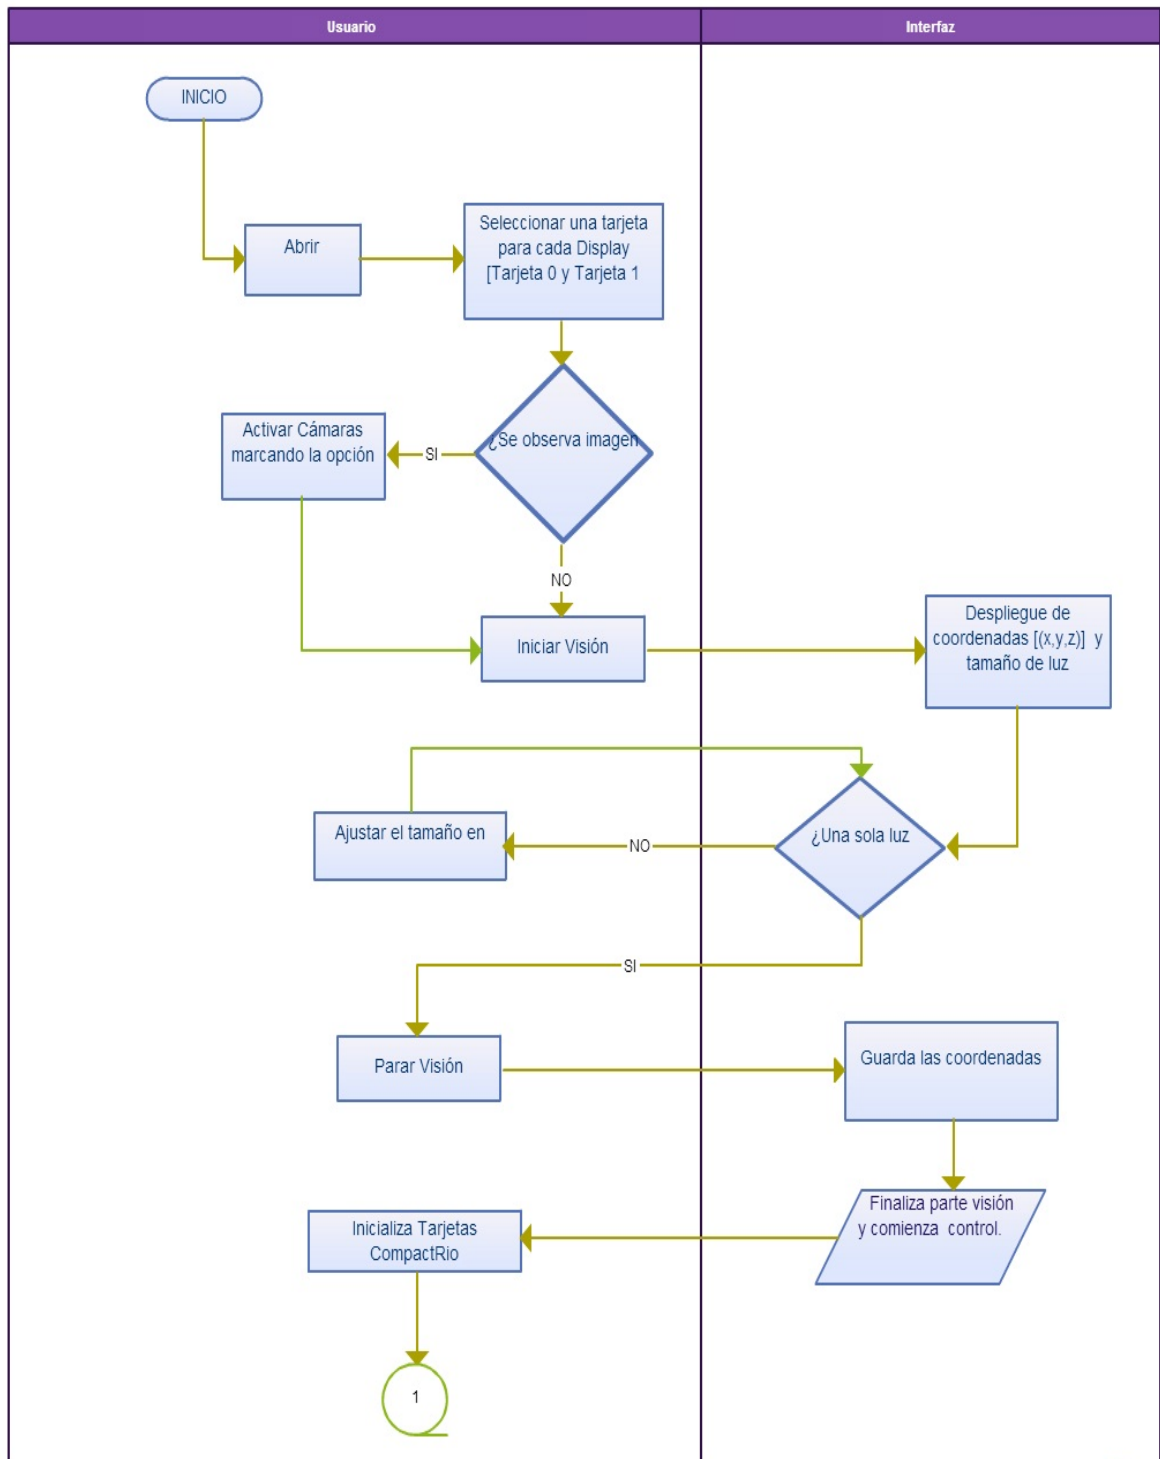 Usuario
Interfaz
INICIO
Abrir
Seleccionar una tarjeta
para cada Display
[Tarjeta 0 y Tarjeta 1
¿Se observa imagen
SI
Activar Cámaras
marcando la opción
NO
Iniciar Visión
Despliegue de
coordenadas [(x,y,z)] y
tamaño de luz
¿Una sola luz
NO
Ajustar el tamaño en
SI
Parar Visión
Guarda las coordenadas
Finaliza parte visión
y comienza control.
Inicializa Tarjetas
CompactRio
1